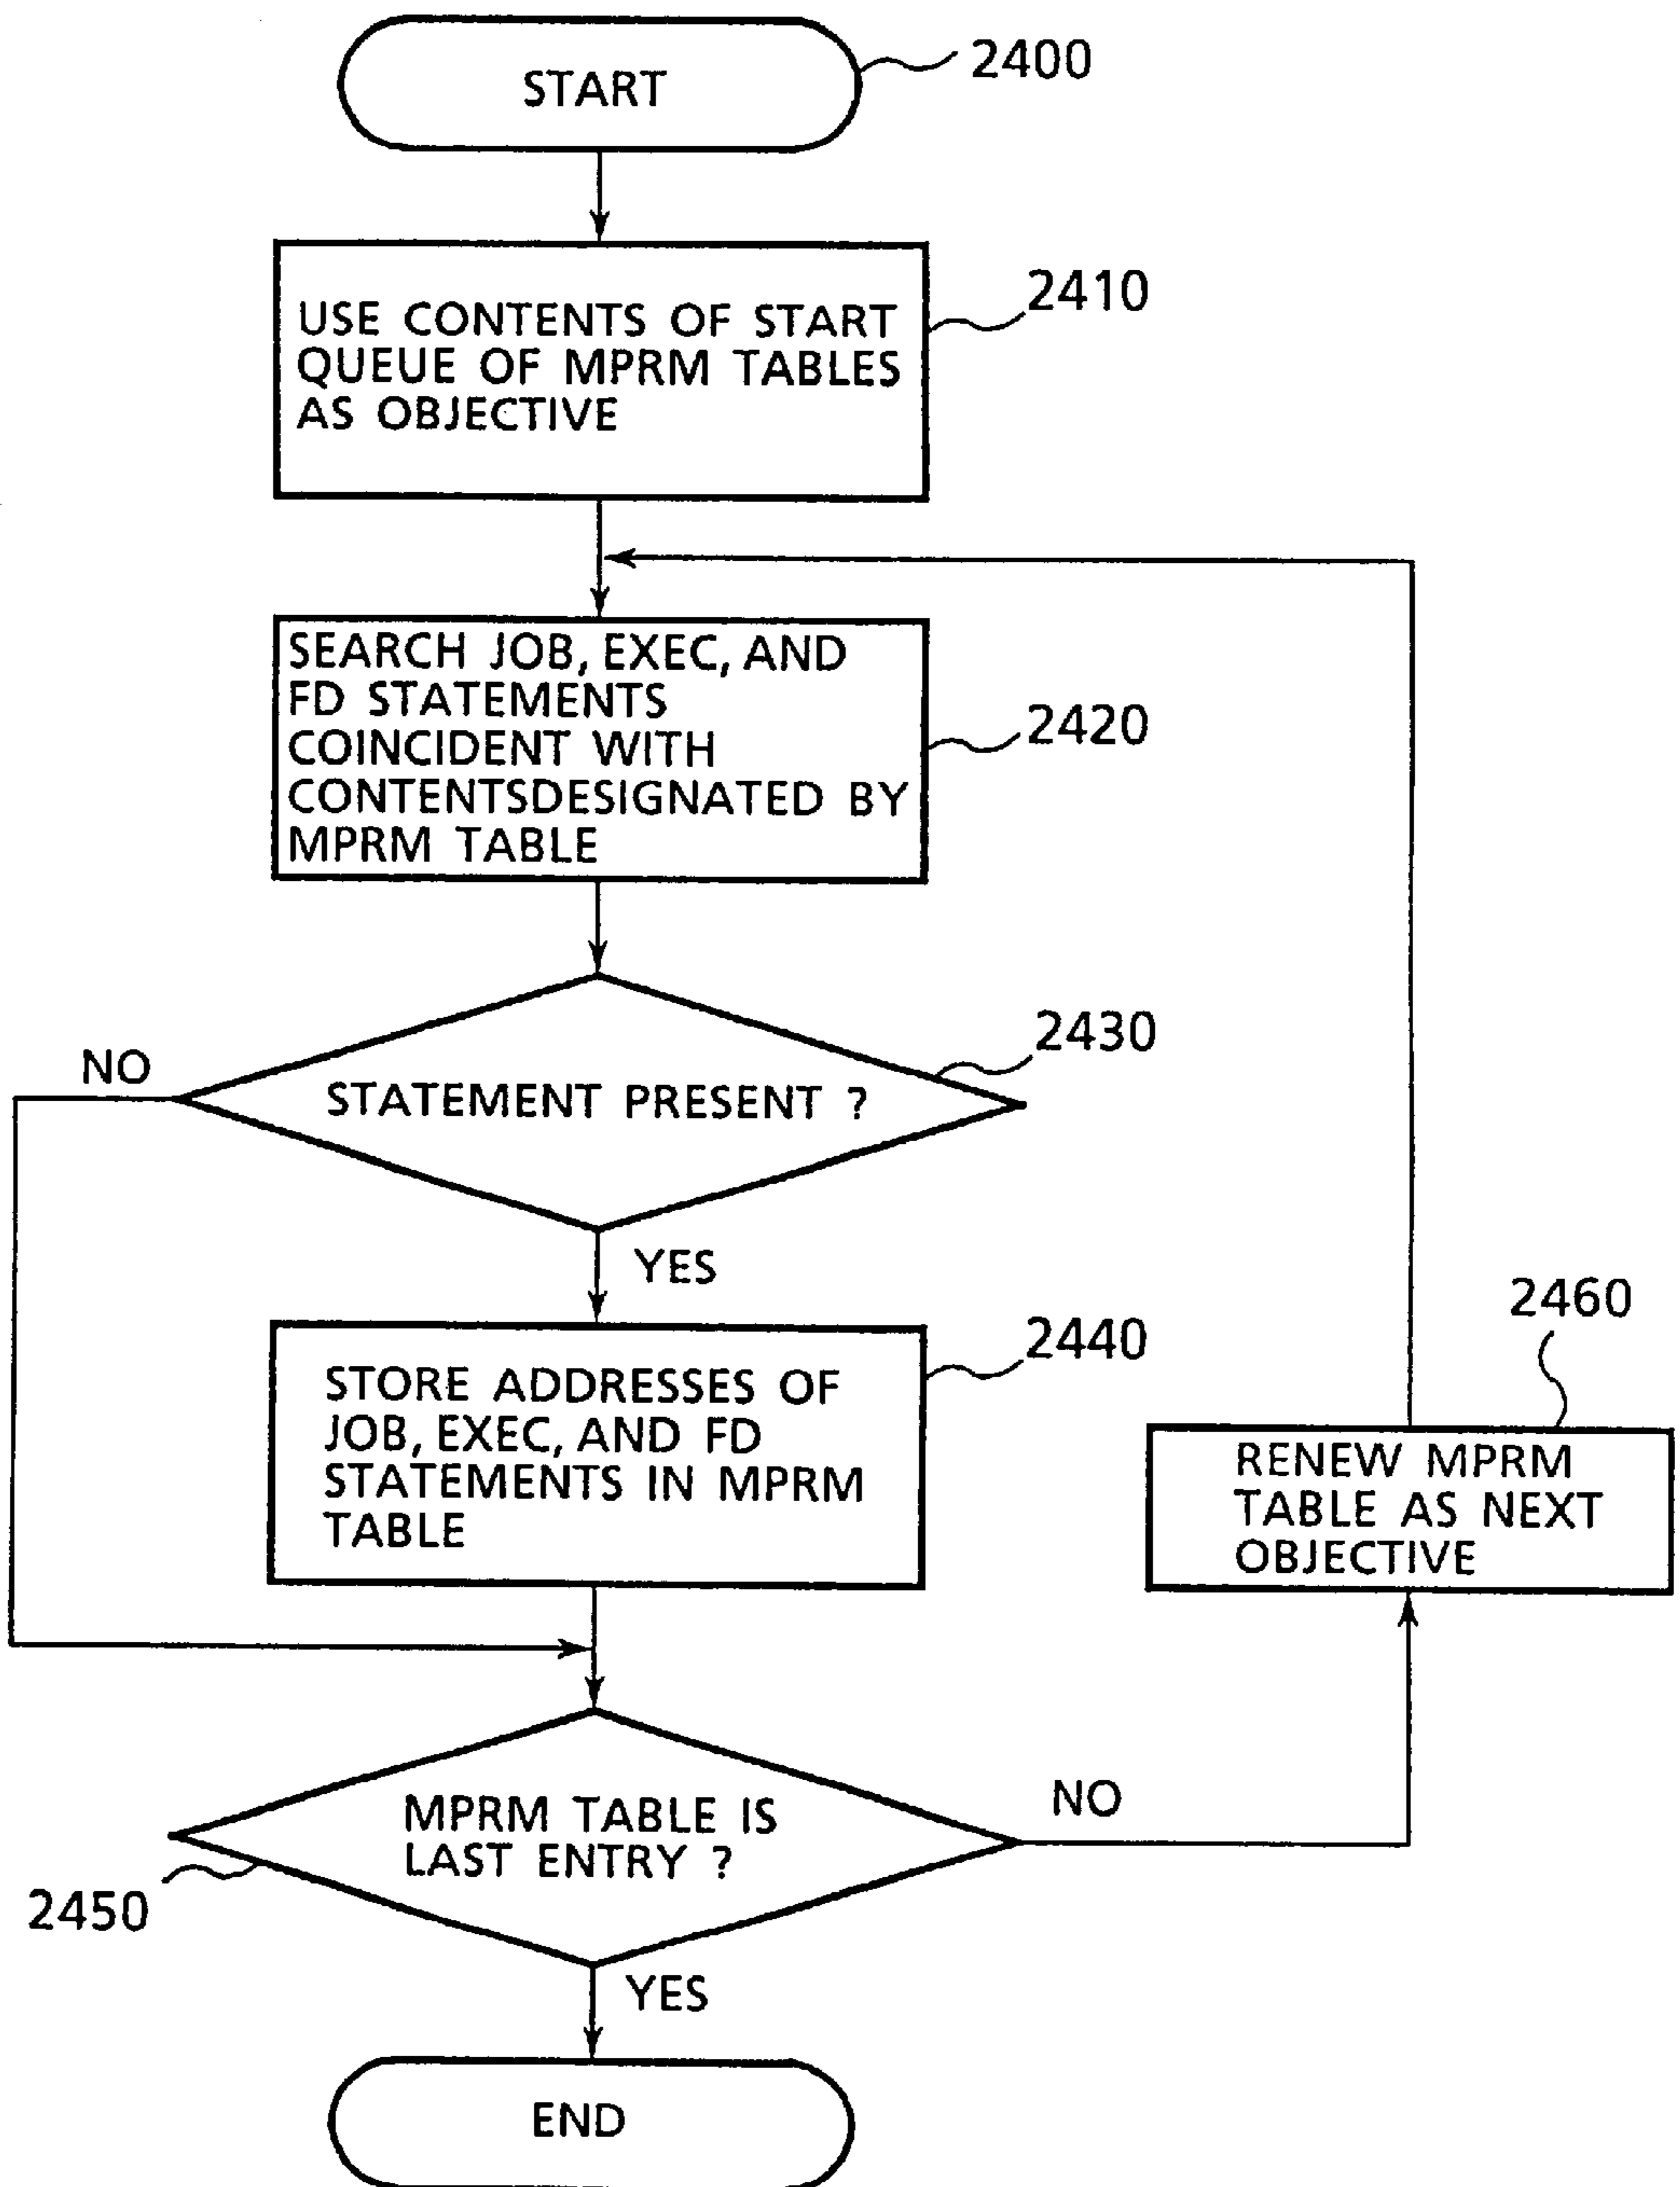 START
2400
USE CONTENTS OF START
QUEUE OF MPRM TABLES
AS OBJECTIVE
2410
SEARCH JOB, EXEC, AND
FD STATEMENTS
COINCIDENT WITH
CONTENTSDESIGNATED BY
MPRM TABLE
2420
STATEMENT PRESENT ?
2430
NO
YES
STORE ADDRESSES OF
JOB, EXEC, AND FD
STATEMENTS IN MPRM
TABLE
2440
RENEW MPRM
TABLE AS NEXT
OBJECTIVE
2460
MPRM TABLE IS
LAST ENTRY ?
2450
NO
YES
END